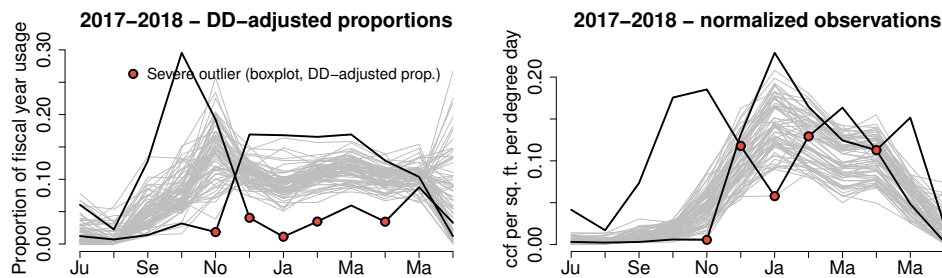 2017−2018 − DD−adjusted proportions
Proportion of fiscal year usage
0.30
0.20
0.10
0.00
Severe outlier (boxplot, DD−adjusted prop.)
Ju Se No Ja Ma Ma
2017−2018 − normalized observations
ccf per sq. ft. per degree day
0.20
0.10
0.00
Ju Se No Ja Ma Ma